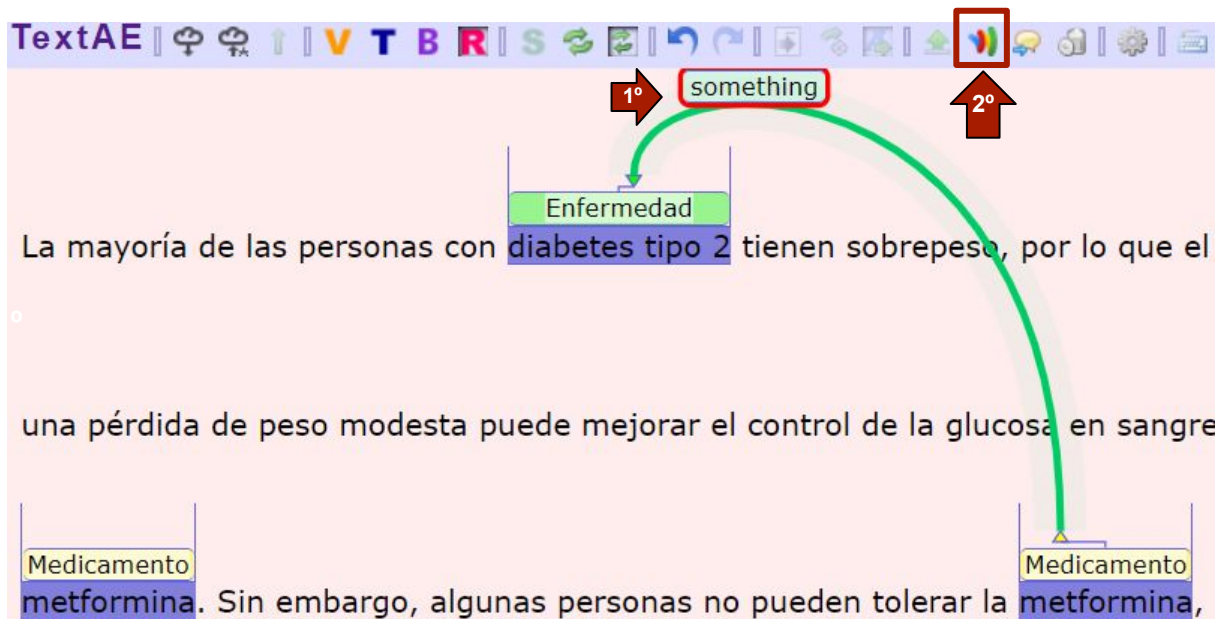 TextAE V T B R S
1º something 2º
Enfermedad
La mayoría de las personas con diabetes tipo 2 tienen sobrepeso, por lo que el
o
una pérdida de peso modesta puede mejorar el control de la glucosa en sangre
Medicamento Medicamento
metformina. Sin embargo, algunas personas no pueden tolerar la metformina,